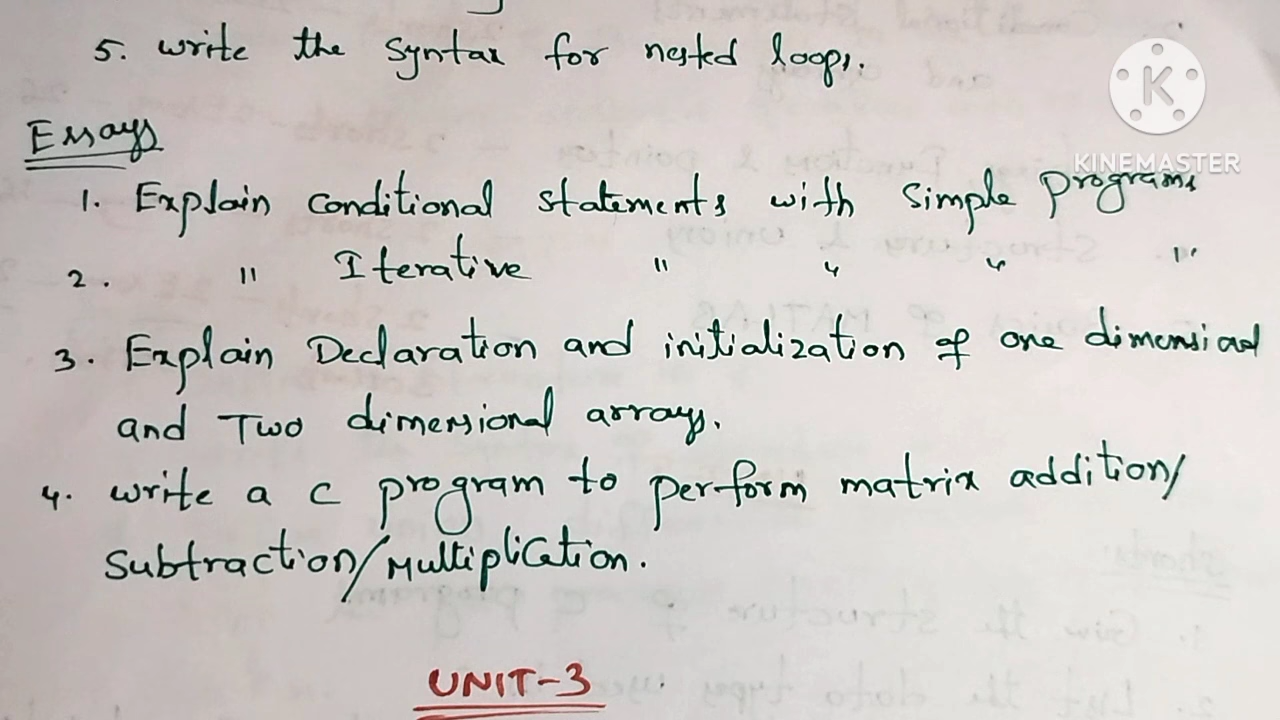 5. write the syntax for nested loops.
K
KINEMASTER
Essays
1. Explain conditional statements with simple programs
2. " Iterative " " " "
3. Explain Declaration and initialization of one dimensional
and Two dimensional arrays.
4. write a C program to perform matrix addition/
subtraction/Multiplication.
UNIT-3